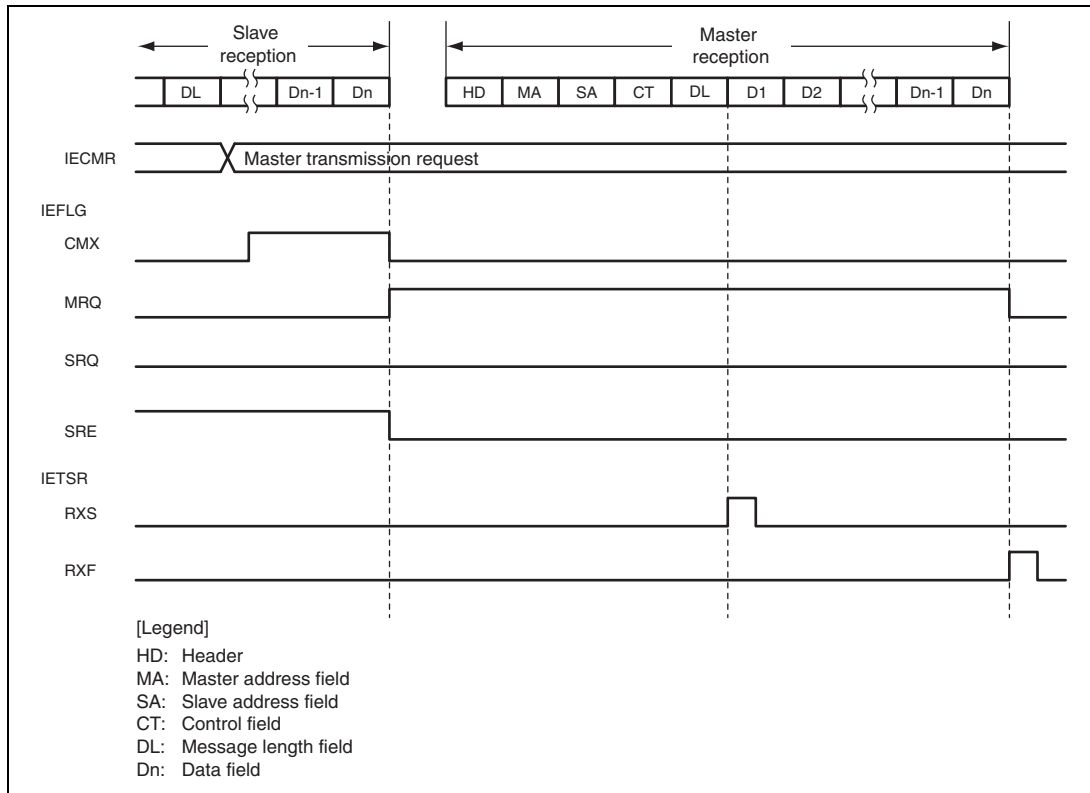 Slave reception
Master reception
DL Dn-1 Dn HD MA SA CT DL D1 D2 Dn-1 Dn
IECMR Master transmission request
IEFLG
CMX
MRQ
SRQ
SRE
IETSR
RXS
RXF
[Legend]
HD: Header
MA: Master address field
SA: Slave address field
CT: Control field
DL: Message length field
Dn: Data field